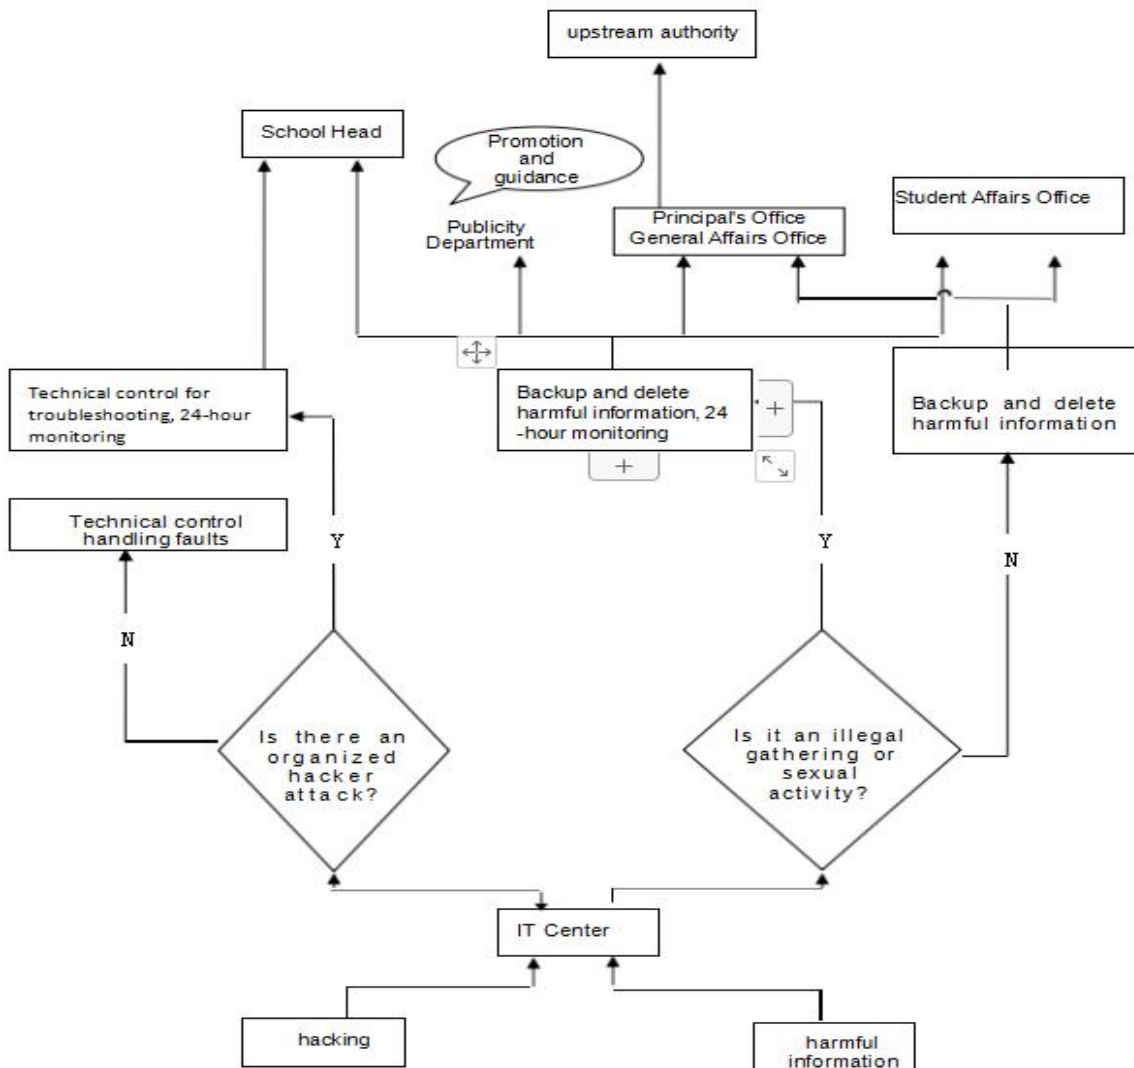 upstream authority
School Head
Promotion
and
guidance
Student Affairs Office
Publicity
Department
Principal's Office
General Affairs Office
Technical control for
troubleshooting, 24-hour
monitoring
Backup and delete
harmful information, 24
-hour monitoring
Backup and delete
harmful information
Technical control
handling faults
Y
Y
N
N
Is there an
organized
hacker
attack?
Is it an illegal
gathering or
sexual
activity?
IT Center
hacking
harmful
information